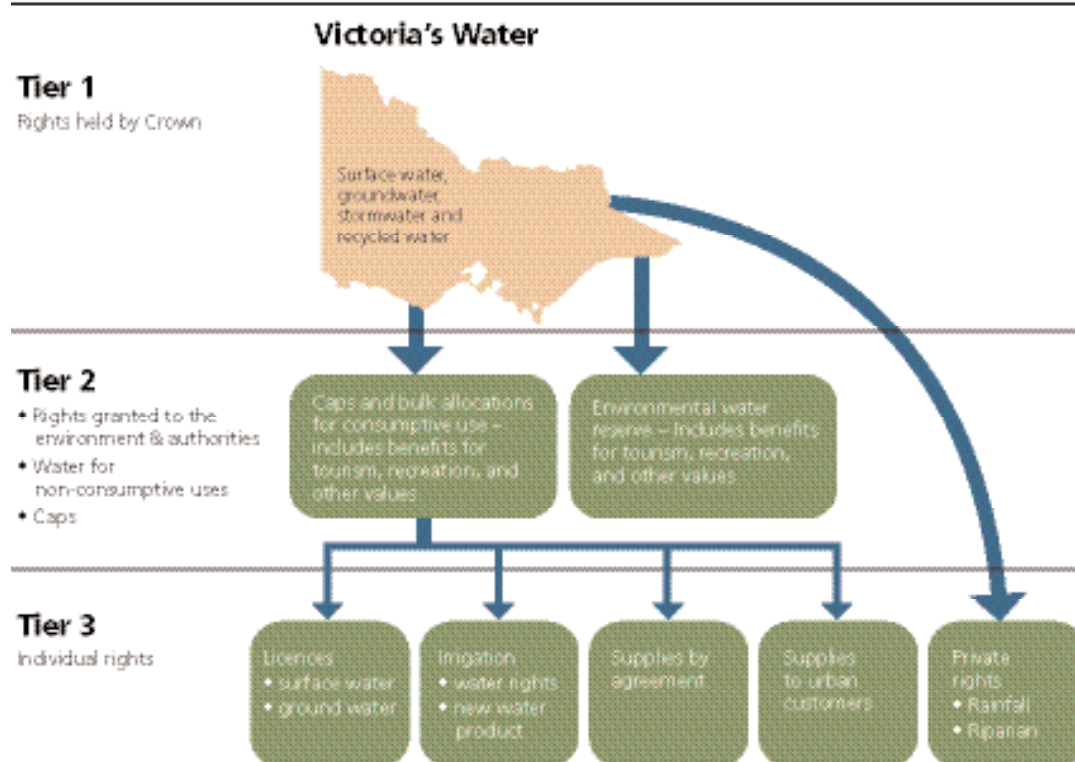 Victoria's Water
Tier 1
Rights held by Crown
Surface water,
groundwater,
stormwater and
recycled water
Tier 2
• Rights granted to the
environment & authorities
• Water for
non-consumptive uses
• Caps
Caps and bulk allocations
for consumptive use –
includes benefits for
tourism, recreation, and
other values
Environmental water
reserve – includes benefits
for tourism, recreation,
and other values
Tier 3
Individual rights
Licences
• surface water
• ground water
Irrigation
• water rights
• new water
product
Supplies by
agreement
Supplies
to urban
customers
Private
rights
• Rainfall
• Riparian